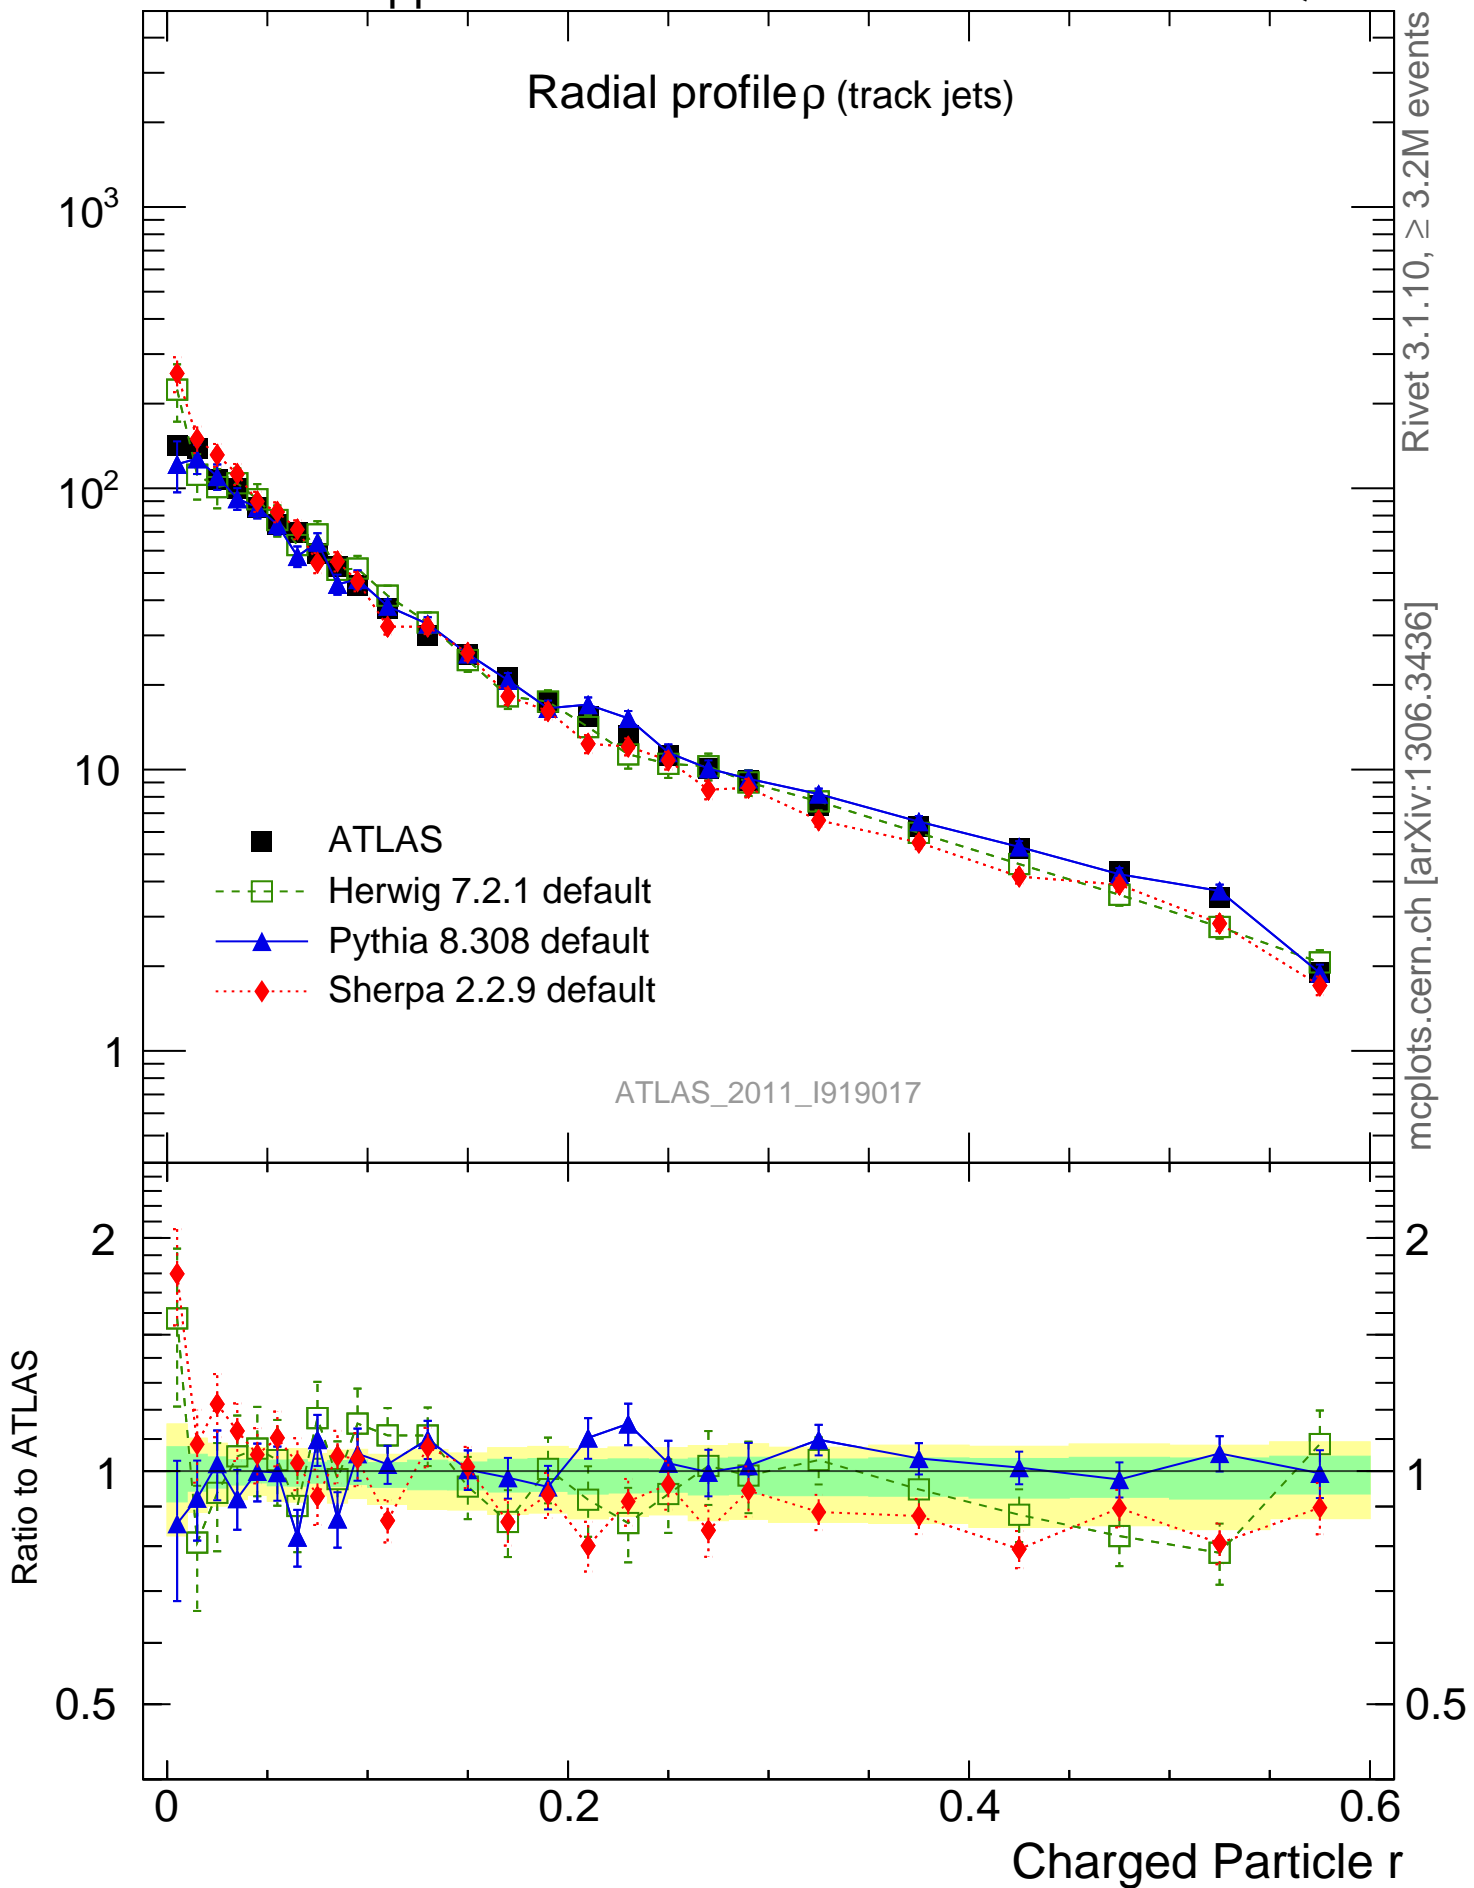 Radial profile ρ (track jets)
10³
10²
10
1
ATLAS
Herwig 7.2.1 default
Pythia 8.308 default
Sherpa 2.2.9 default
ATLAS_2011_I919017
Rivet 3.1.10, ≥ 3.2M events
mcplots.cern.ch [arXiv:1306.3436]
Ratio to ATLAS
2
1
0.5
2
1
0.5
0
0.2
0.4
0.6
Charged Particle r